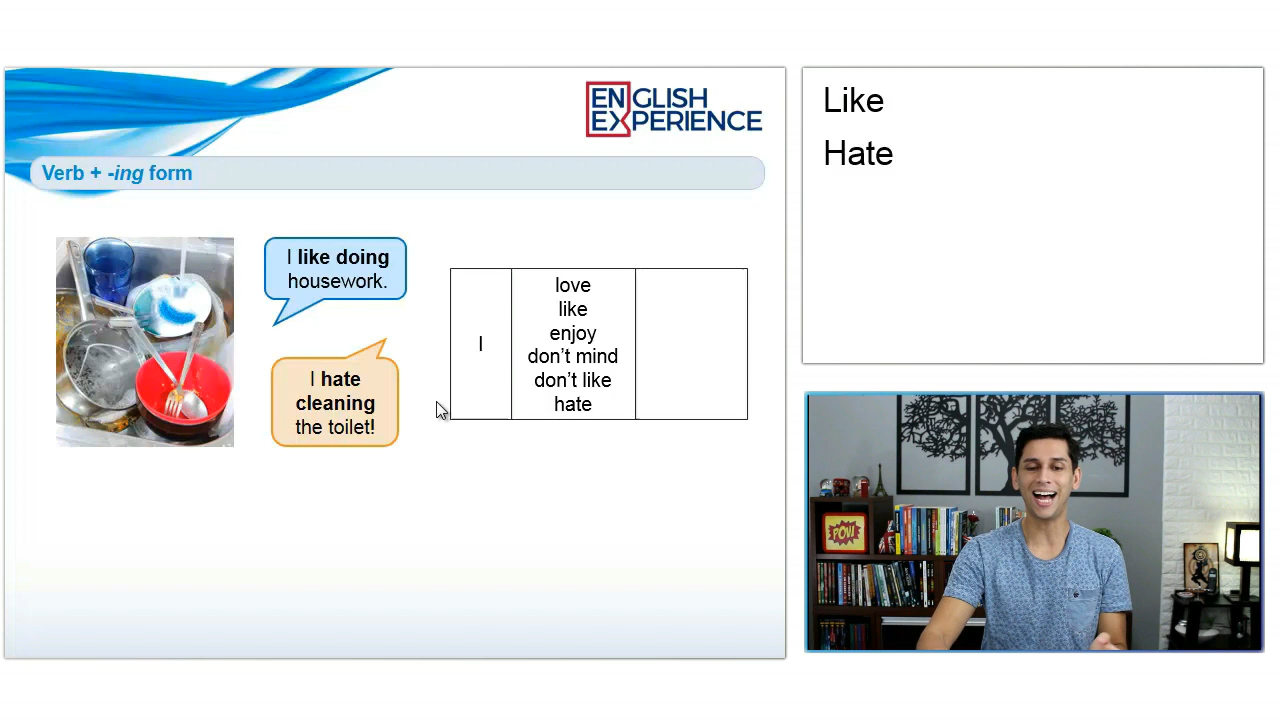 ENGLISH
EXPERIENCE
Verb + -ing form
I like doing
housework.
I hate
cleaning
the toilet!
I
love
like
enjoy
don't mind
don't like
hate
Like
Hate
POW!